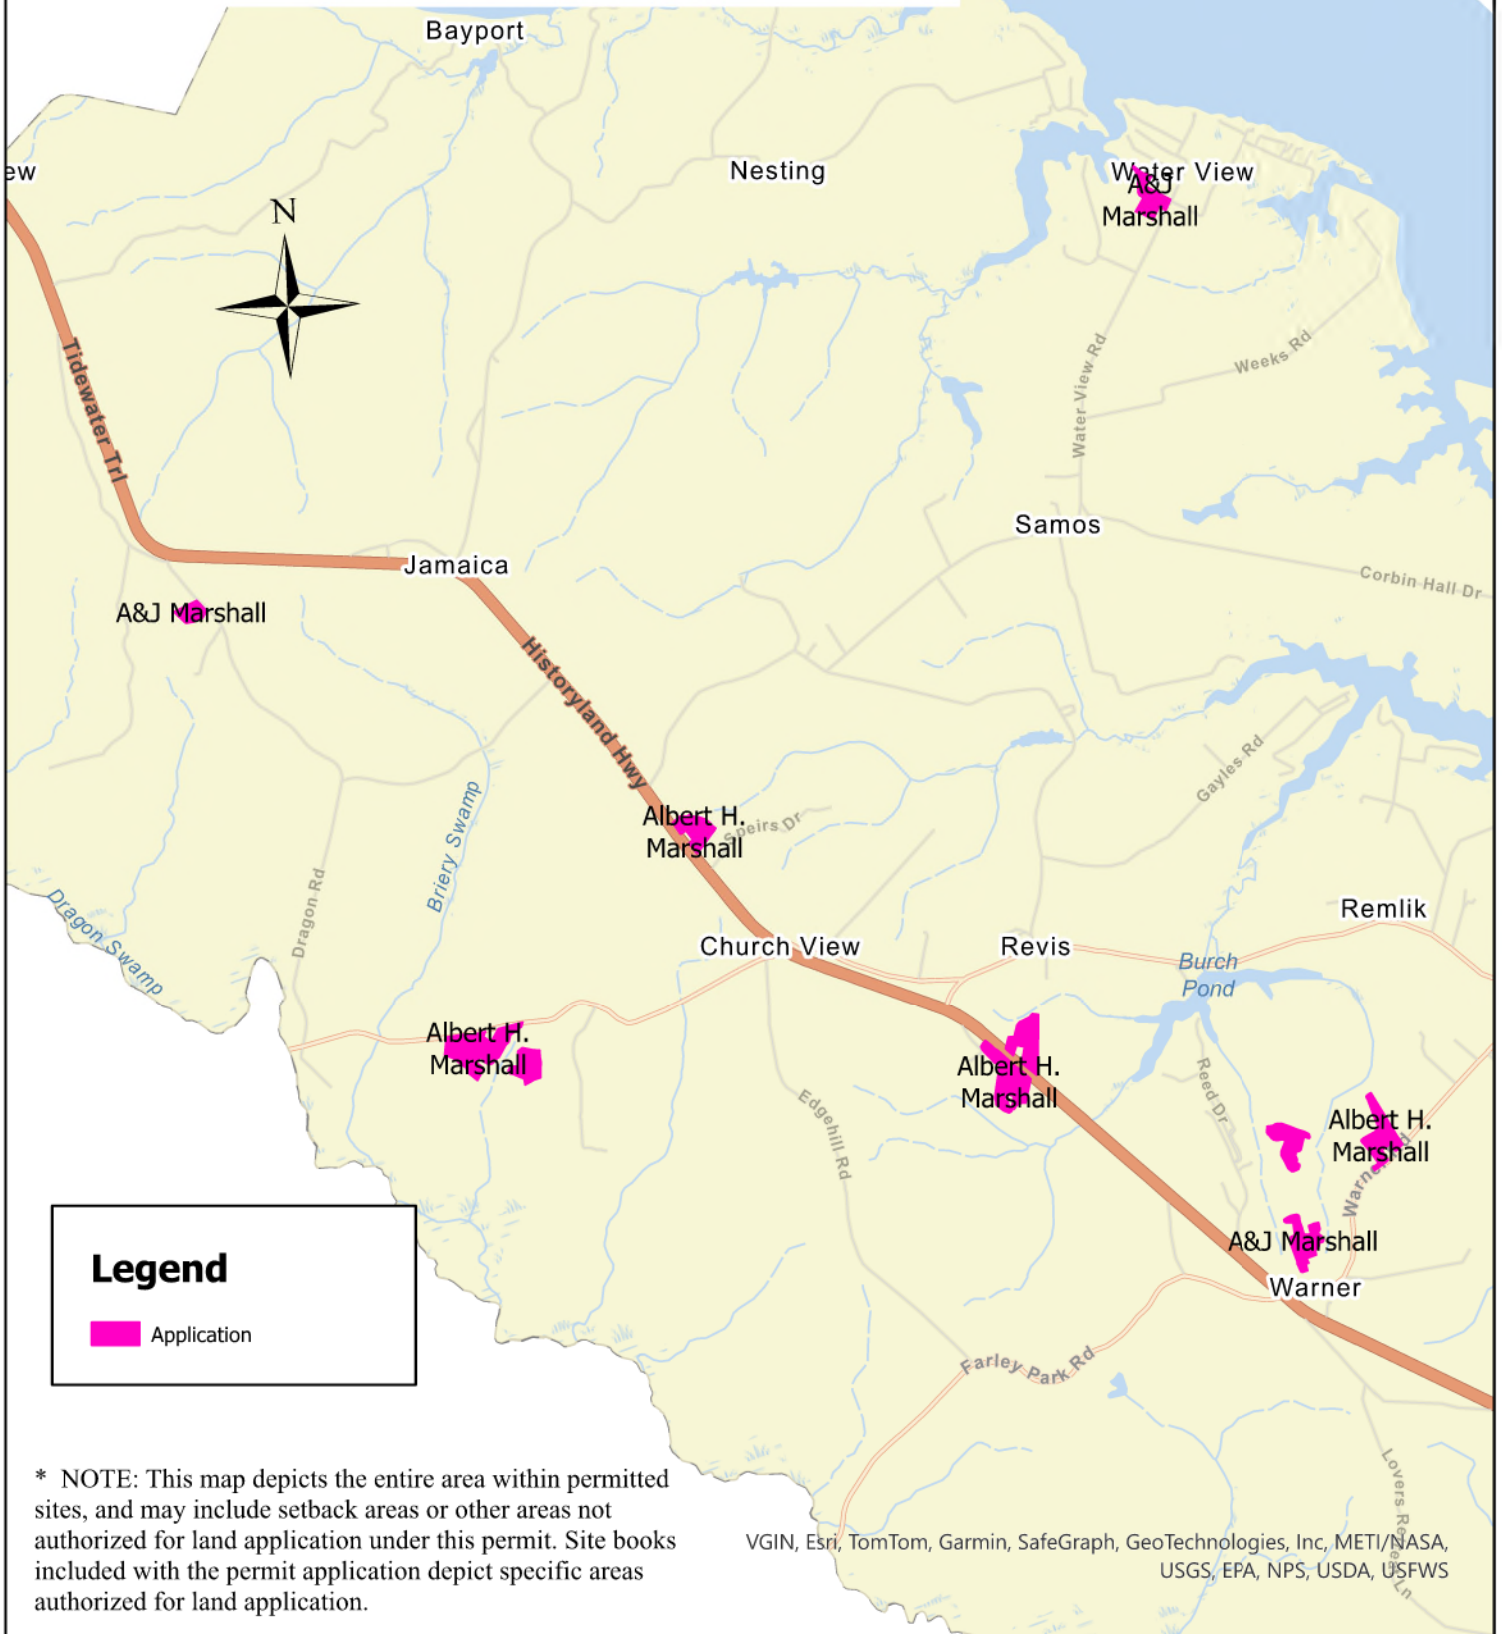 Bayport
ew
Nesting
Water View
A&J
Marshall
N
Tidewater Trl
Water View Rd
Weeks Rd
Samos
Jamaica
Corbin Hall Dr
A&J Marshall
Historyland Hwy
Gayles Rd
Albert H.
Marshall
Speirs Dr
Briery Swamp
Dragon Rd
Dragon Swamp
Church View
Revis
Remlik
Burch
Pond
Albert H.
Marshall
Albert H.
Marshall
Reed Dr
Edgehill Rd
Albert H.
Marshall
A&J Marshall
Warner
Farley Park Rd
Legend
Application
* NOTE: This map depicts the entire area within permitted
sites, and may include setback areas or other areas not
authorized for land application under this permit. Site books
included with the permit application depict specific areas
authorized for land application.
VGIN, Esri, TomTom, Garmin, SafeGraph, GeoTechnologies, Inc, METI/NASA,
USGS, EPA, NPS, USDA, USFWS
Lovers Ln